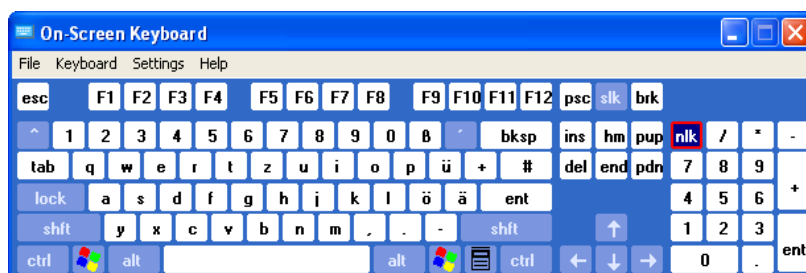 On-Screen Keyboard
File Keyboard Settings Help
esc F1 F2 F3 F4 F5 F6 F7 F8 F9 F10 F11 F12 psc slk brk
^ 1 2 3 4 5 6 7 8 9 0 ß ´ bksp ins hm pup nlk / * -
tab q w e r t z u i o p ü + # del end pdn 7 8 9 +
lock a s d f g h j k l ö ä ent 4 5 6
shft y x c v b n m , . - shft ↑ 1 2 3 ent
ctrl alt alt ctrl ← ↓ → 0 .